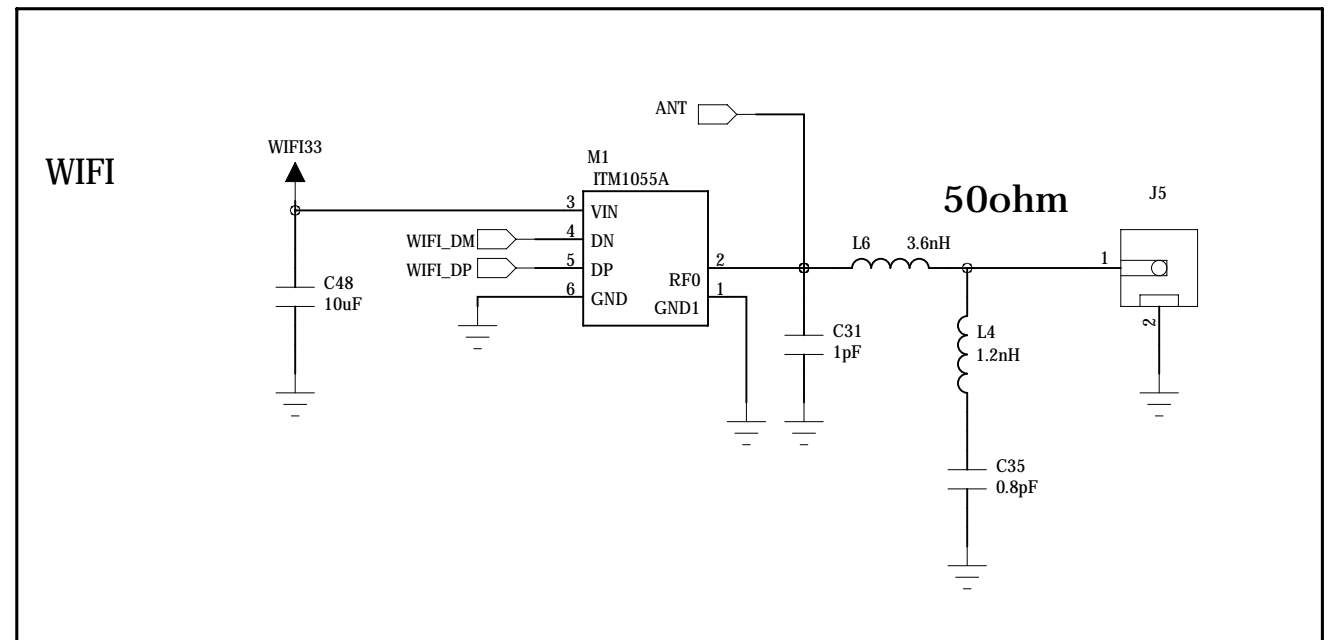 ANT
WIFI33
M1
WIFI
ITM1055A
50ohm
J5
3
VIN
WIFI_DM
4
DN
L6
3.6nH
WIFI_DP
5
DP
2
1
RF0
6
GND
1
GND1
C48
10uF
C31
1pF
L4
1.2nH
2
C35
0.8pF